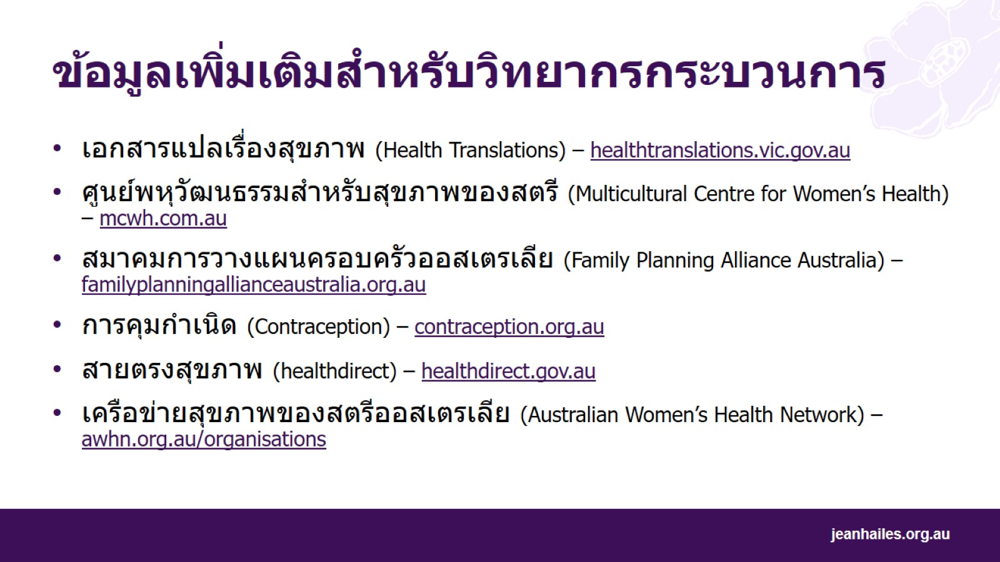 ข้อมูลเพิ่มเติมสำหรับวิทยากรกระบวนการ
• เอกสารแปลเรื่องสุขภาพ (Health Translations) – healthtranslations.vic.gov.au
• ศูนย์พหุวัฒนธรรมสำหรับสุขภาพของสตรี (Multicultural Centre for Women’s Health)
– mcwh.com.au
• สมาคมการวางแผนครอบครัวออสเตรเลีย (Family Planning Alliance Australia) –
familyplanningallianceaustralia.org.au
• การคุมกำเนิด (Contraception) – contraception.org.au
• สายตรงสุขภาพ (healthdirect) – healthdirect.gov.au
• เครือข่ายสุขภาพของสตรีออสเตรเลีย (Australian Women’s Health Network) –
awhn.org.au/organisations
jeanhailes.org.au